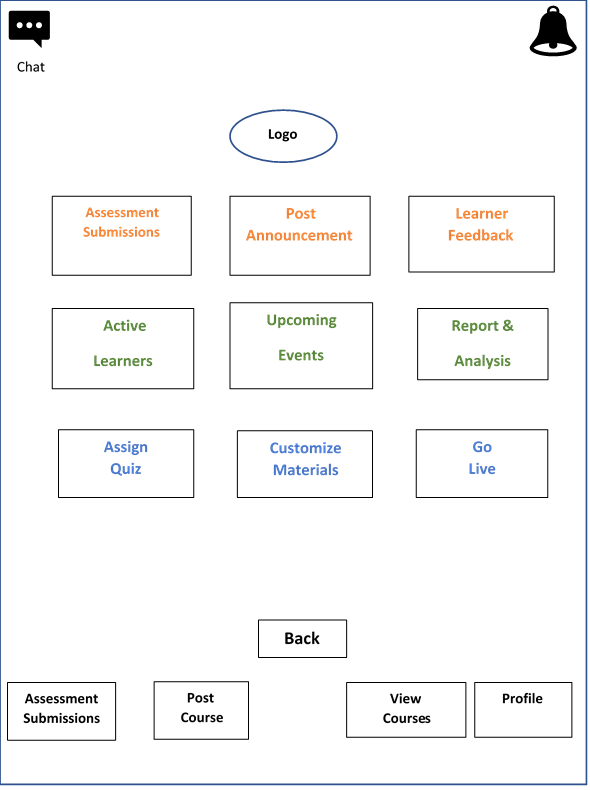 Chat
Logo
Assessment
Submissions
Post
Announcement
Learner
Feedback
Active
Learners
Upcoming
Events
Report &
Analysis
Assign
Quiz
Customize
Materials
Go
Live
Back
Assessment
Submissions
Post
Course
View
Courses
Profile